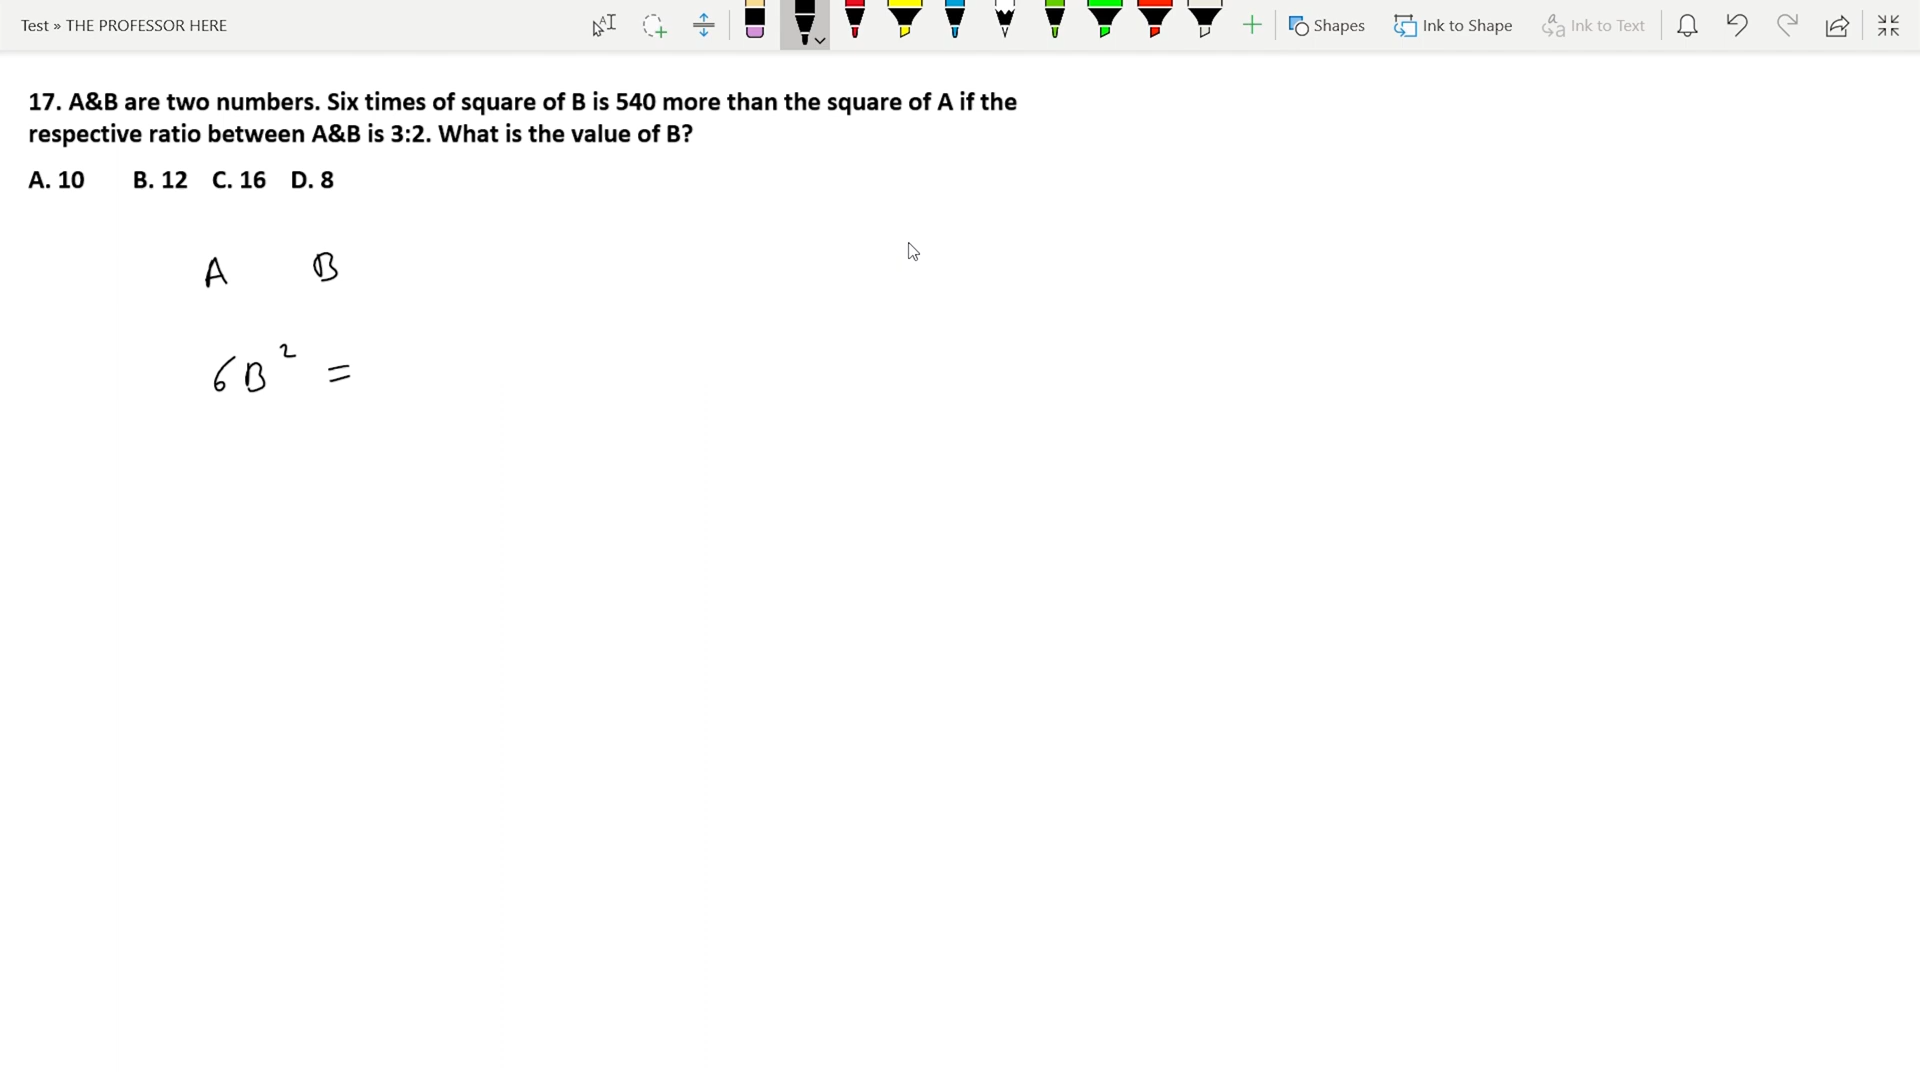 Test » THE PROFESSOR HERE
Shapes
Ink to Shape
Ink to Text
17. A&B are two numbers. Six times of square of B is 540 more than the square of A if the
respective ratio between A&B is 3:2. What is the value of B?
A. 10 B. 12 C. 16 D. 8
A B
6B² =